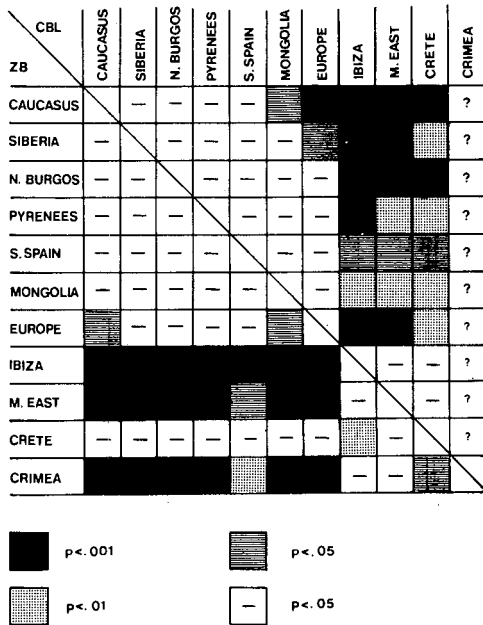 CBL
ZB
CAUCASUS SIBERIA N. BURGOS PYRENEES S. SPAIN MONGOLIA EUROPE IBIZA M. EAST CRETE CRIMEA
CAUCASUS – – – – ?
SIBERIA – – – – – ?
N. BURGOS – – – – – – ?
PYRENEES – – – – – – ?
S. SPAIN – – – – – – ?
MONGOLIA – – – – – – ?
EUROPE – – – – ?
IBIZA – – ?
M. EAST – – ?
CRETE – – – – – – – – ?
CRIMEA – –
p<.001 p<.05
p<.01 – p<.05